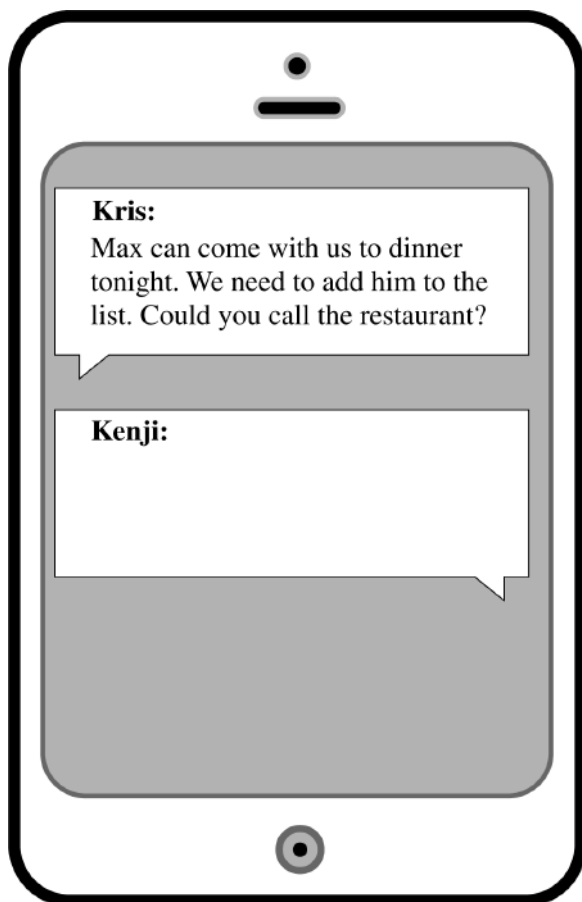 Kris:
Max can come with us to dinner
tonight. We need to add him to the
list. Could you call the restaurant?
Kenji: